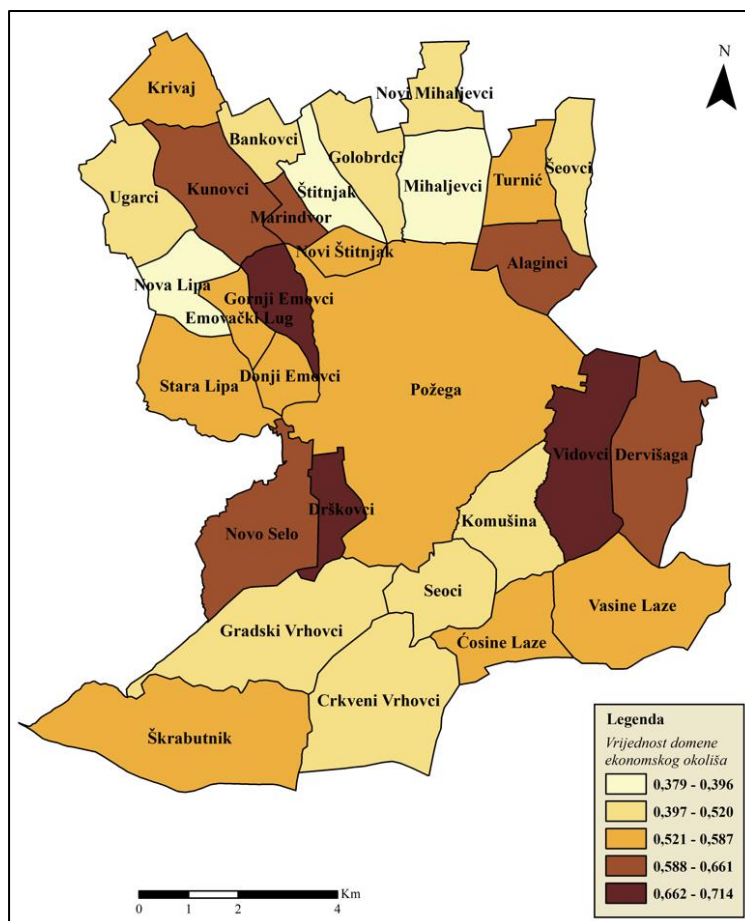 N
Krivaj
Novi Mihaljevci
Bankovci
Golobrdci
Šeovci
Turnić
Mihaljevci
Štitnjak
Kunovci
Ugarci
Marindvor
Novi Štitnjak
Alaginci
Nova Lipa
Gornji Emovci
Emovački Lug
Donji Emovci
Stara Lipa
Požega
Vidovci
Dervišaga
Drškovci
Komušina
Novo Selo
Seoci
Vasine Laze
Gradski Vrhovci
Ćosine Laze
Crkveni Vrhovci
Škrabutnik
Legenda
Vrijednost domene
ekonomskog okoliša
0,379 - 0,396
0,397 - 0,520
0,521 - 0,587
0,588 - 0,661
0,662 - 0,714
Km
0 1 2 4